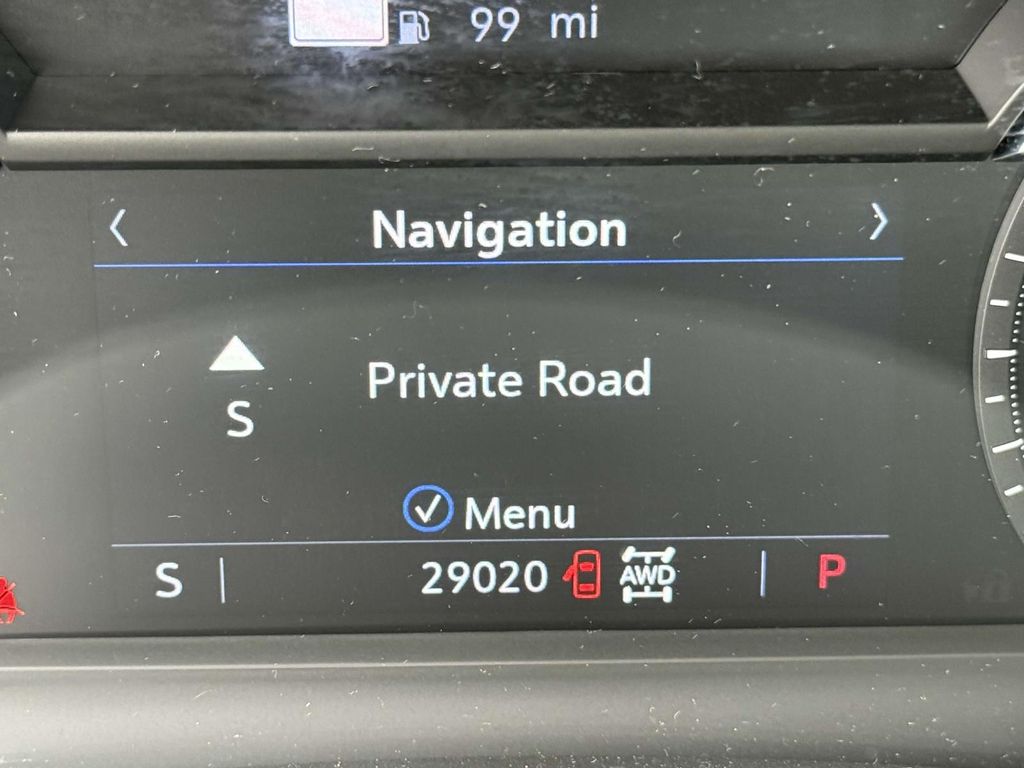 99 mi
Navigation
Private Road
S
Menu
S 29020 AWD P